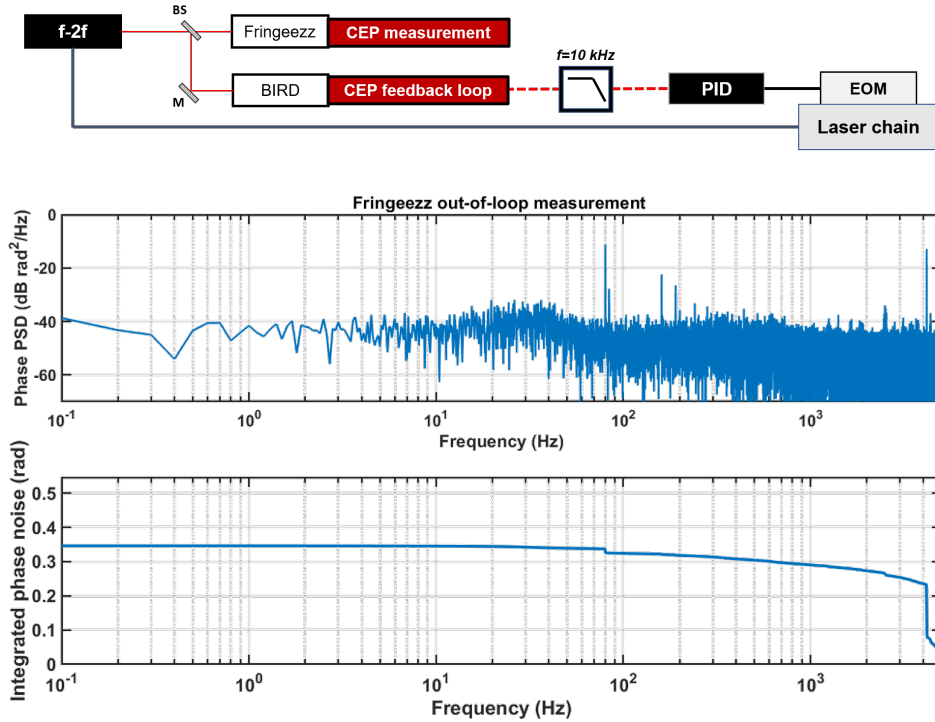 BS
f-2f
Fringeezz
CEP measurement
f=10 kHz
M
BIRD
CEP feedback loop
PID
EOM
Laser chain
Fringeezz out-of-loop measurement
Phase PSD (dB rad²/Hz)
0
-20
-40
-60
10⁻¹
10⁰
10¹
10²
10³
Frequency (Hz)
Integrated phase noise (rad)
0.5
0.4
0.3
0.2
0.1
0
10⁻¹
10⁰
10¹
10²
10³
Frequency (Hz)